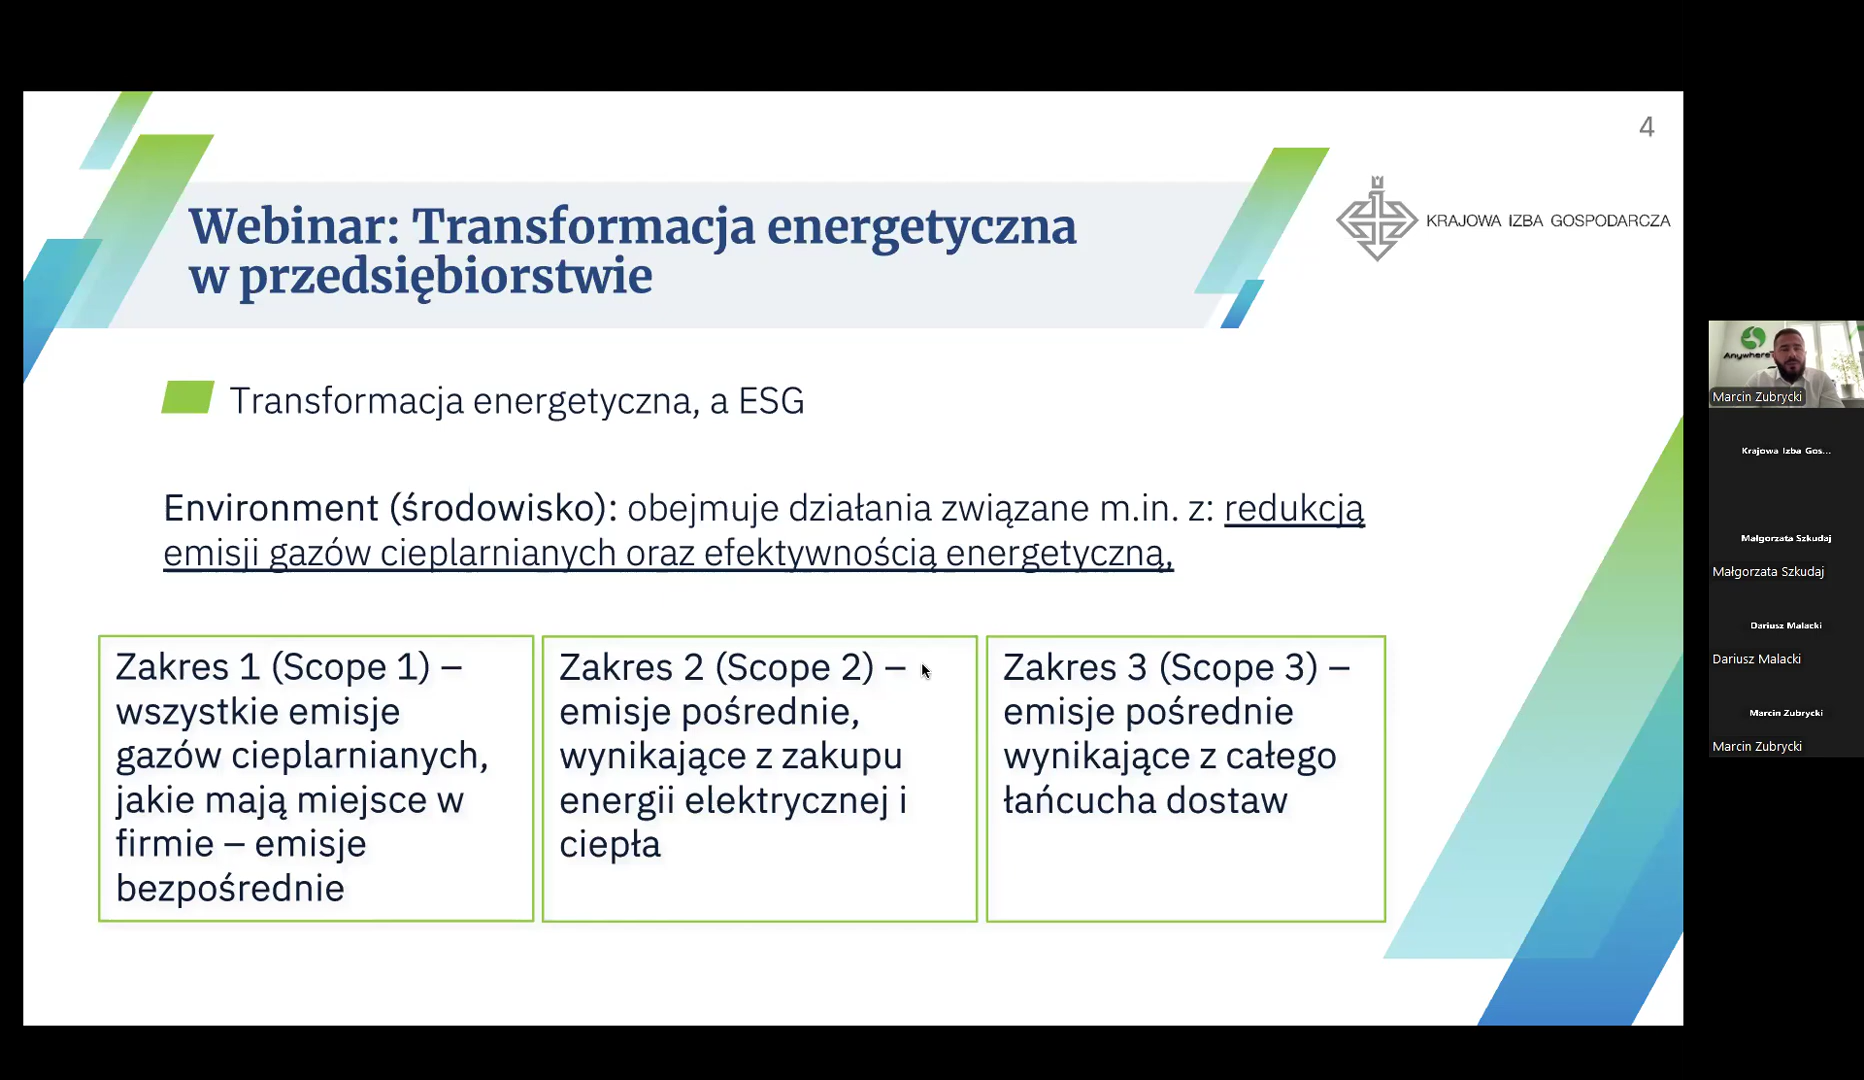 4
Webinar: Transformacja energetyczna
w przedsiębiorstwie
KRAJOWA IZBA GOSPODARCZA
Transformacja energetyczna, a ESG
Environment (środowisko): obejmuje działania związane m.in. z: redukcją
emisji gazów cieplarnianych oraz efektywnością energetyczną,
Zakres 1 (Scope 1) –
wszystkie emisje
gazów cieplarnianych,
jakie mają miejsce w
firmie – emisje
bezpośrednie
Zakres 2 (Scope 2) –
emisje pośrednie,
wynikające z zakupu
energii elektrycznej i
ciepła
Zakres 3 (Scope 3) –
emisje pośrednie
wynikające z całego
łańcucha dostaw
Anywhere
Marcin Zubrycki
Krajowa Izba Gos...
Małgorzata Szkudaj
Małgorzata Szkudaj
Dariusz Malacki
Dariusz Malacki
Marcin Zubrycki
Marcin Zubrycki